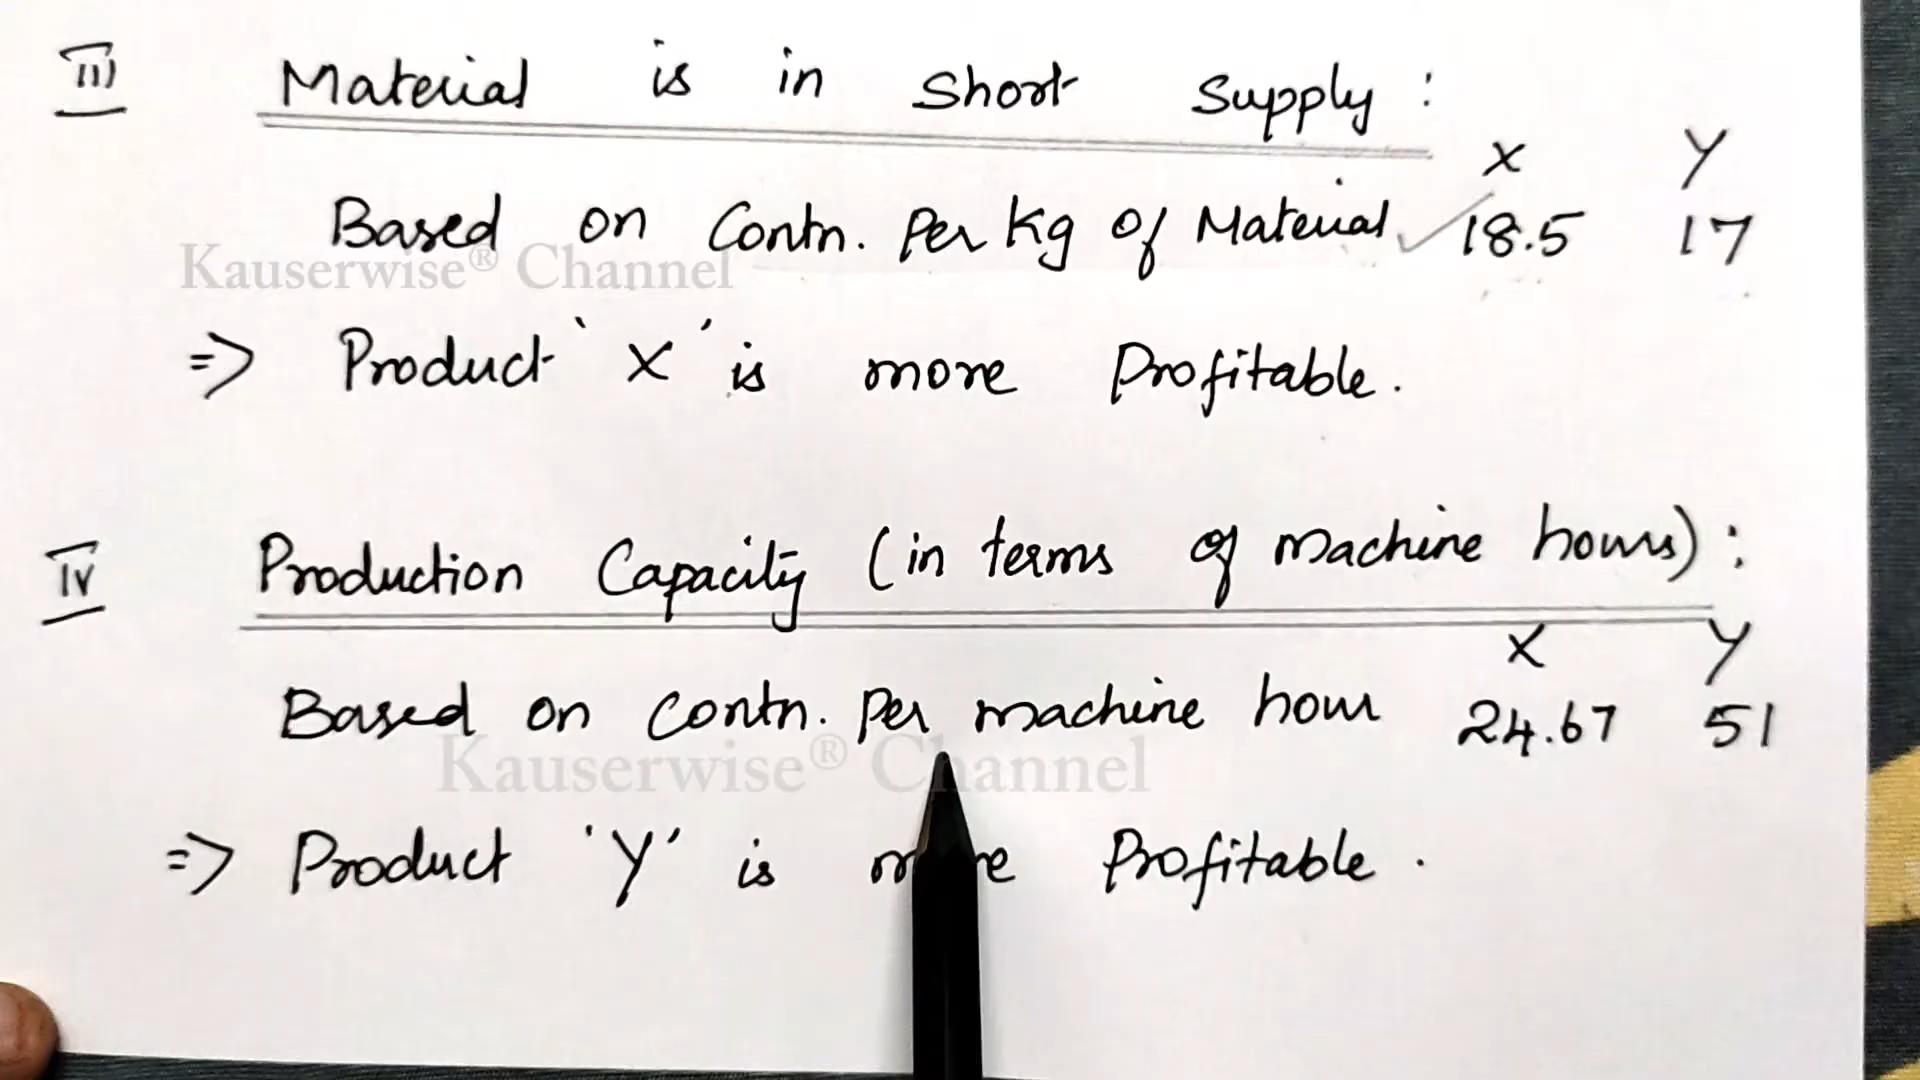 iii) Material is in Short Supply :
X Y
Based on Contn. Per Kg of Material 18.5 17
Kauserwise® Channel
=> Product 'X' is more Profitable.
iv Production Capacity (in terms of machine hours) :
X Y
Based on Contn. Per machine hour 24.67 51
Kauserwise® Channel
=> Product 'Y' is more Profitable.